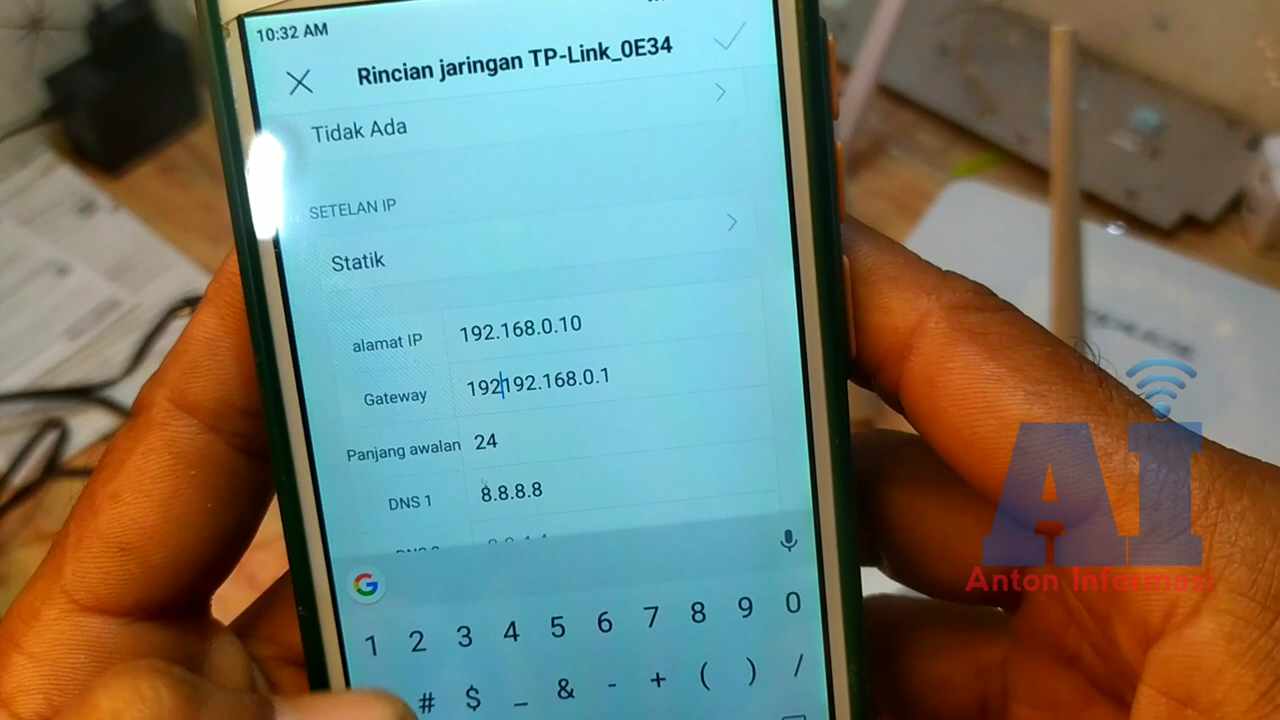 10:32 AM
Rincian jaringan TP-Link_0E34
Tidak Ada
SETELAN IP
Statik
alamat IP 192.168.0.10
Gateway 192192.168.0.1
Panjang awalan 24
DNS 1 8.8.8.8
G
1 2 3 4 5 6 7 8 9 0
# $ _ & - + ( ) /
AI
Anton Informasi